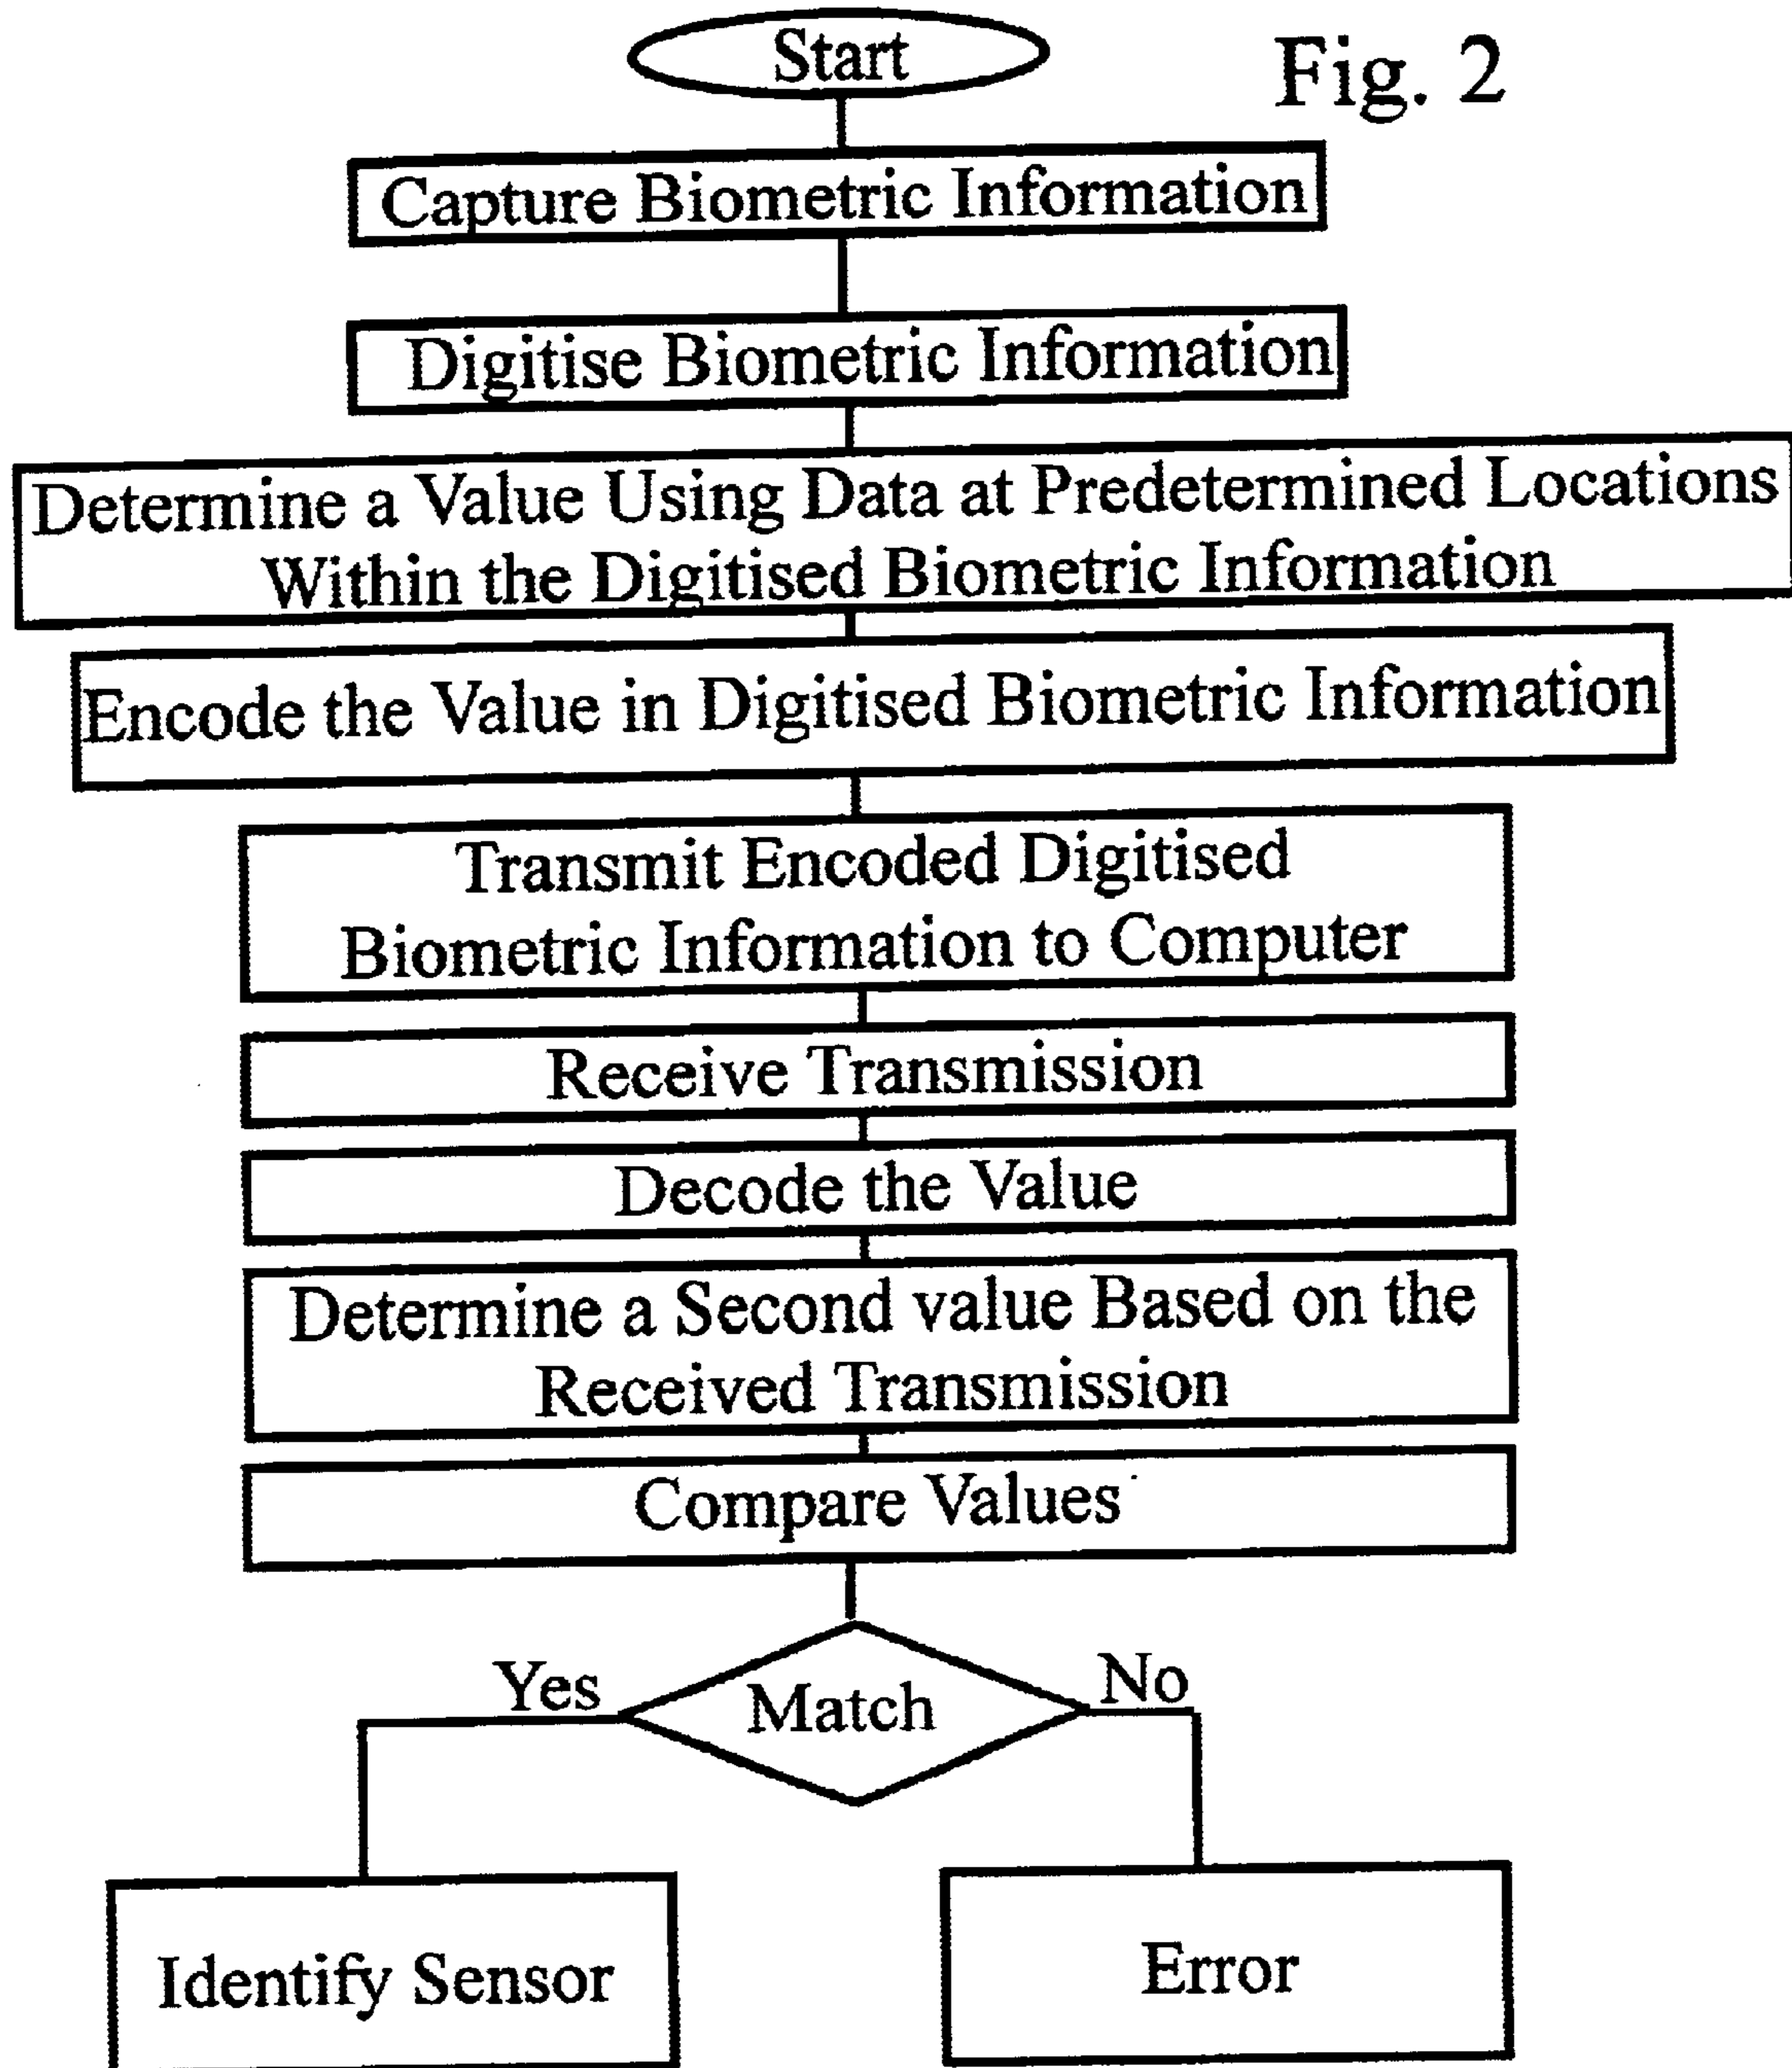 Start
Fig. 2
Capture Biometric Information
Digitise Biometric Information
Determine a Value Using Data at Predetermined Locations
Within the Digitised Biometric Information
Encode the Value in Digitised Biometric Information
Transmit Encoded Digitised
Biometric Information to Computer
Receive Transmission
Decode the Value
Determine a Second value Based on the
Received Transmission
Compare Values
Yes
Match
No
Identify Sensor
Error